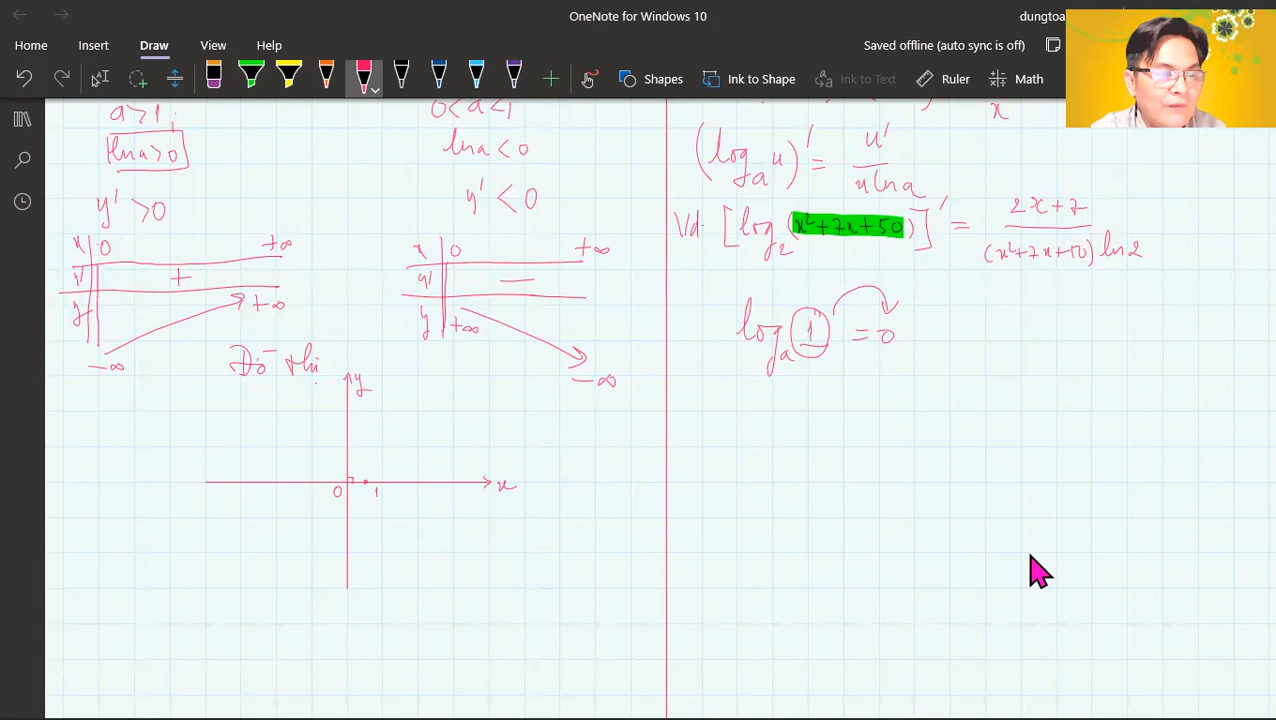 OneNote for Windows 10
dungtoa
Home Insert Draw View Help
Saved offline (auto sync is off)
Shapes Ink to Shape Ink to Text Ruler Math
a > 1;
ln a > 0
y' > 0
x 0 +∞
y' +
y -∞ +∞
0 < a < 1
ln a < 0
y' < 0
x 0 +∞
y' —
y +∞ -∞
Đồ thị
y
0 1 x
x
(log_a u)' = u' / (u ln a)
Vd: [log_2 (x² + 7x + 50)]' = (2x + 7) / ((x² + 7x + 50) ln 2)
log_a 1 = 0